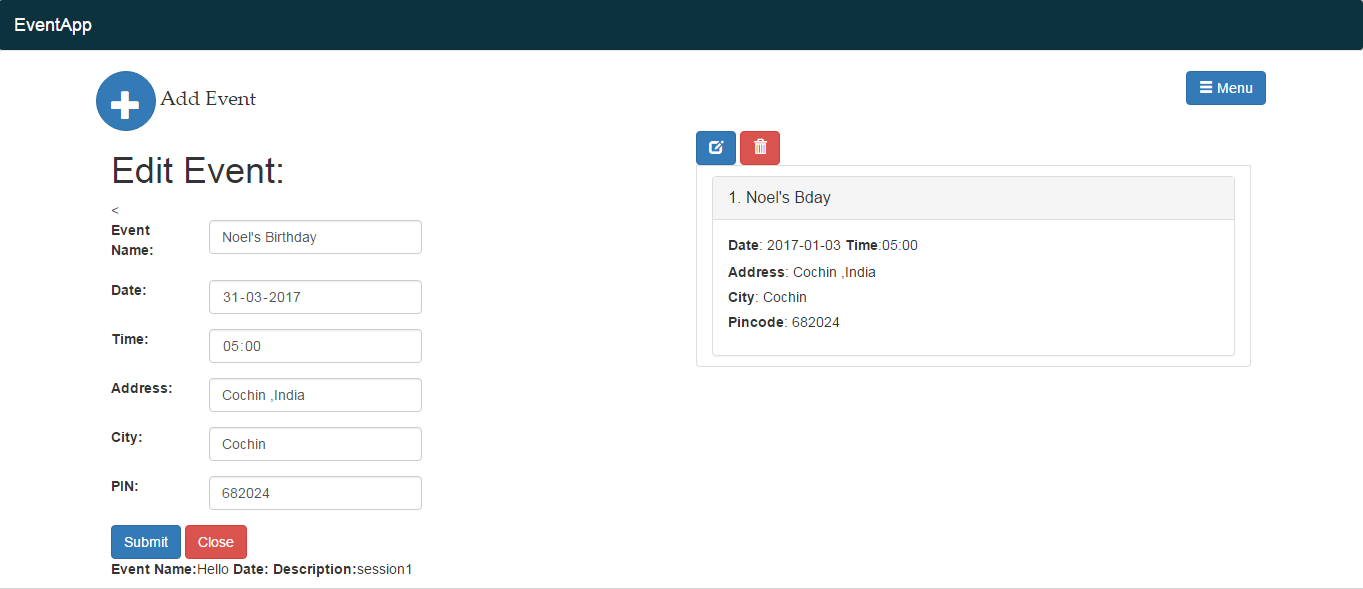 EventApp
Add Event
Menu
Edit Event:
<
Event Name:
Noel's Birthday
Date:
31-03-2017
Time:
05:00
Address:
Cochin ,India
City:
Cochin
PIN:
682024
Submit Close
Event Name:Hello Date: Description:session1
1. Noel's Bday
Date: 2017-01-03 Time:05:00
Address: Cochin ,India
City: Cochin
Pincode: 682024